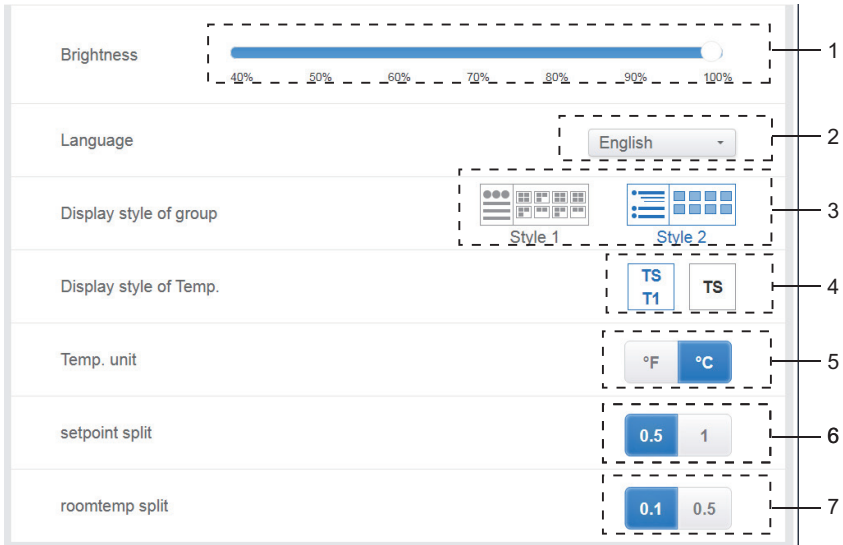 Brightness
40% 50% 60% 70% 80% 90% 100%
1
Language
English
2
Display style of group
Style 1
Style 2
3
Display style of Temp.
TS
T1
TS
4
Temp. unit
°F
°C
5
setpoint split
0.5
1
6
roomtemp split
0.1
0.5
7